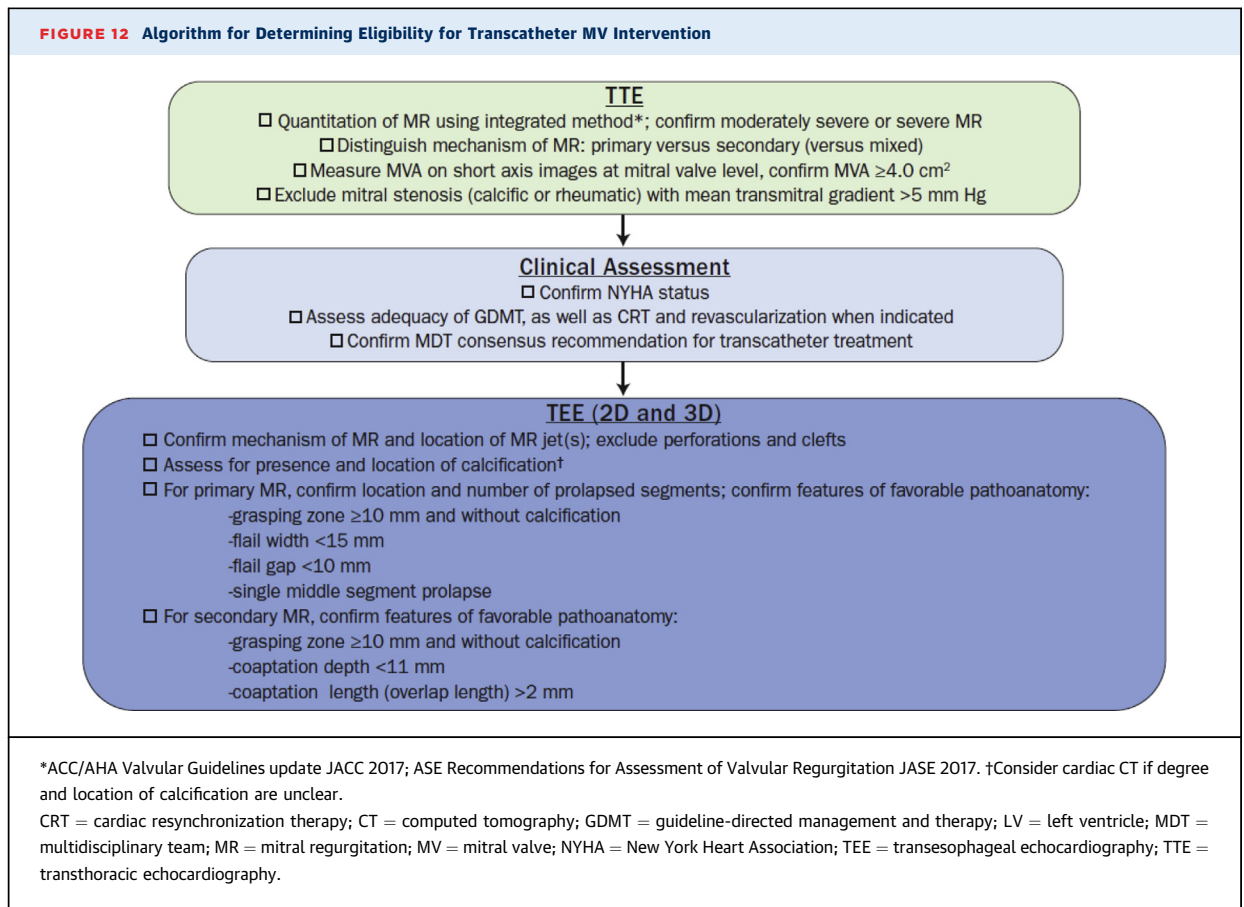 FIGURE 12 Algorithm for Determining Eligibility for Transcatheter MV Intervention
TTE
☐ Quantitation of MR using integrated method*; confirm moderately severe or severe MR
☐ Distinguish mechanism of MR: primary versus secondary (versus mixed)
☐ Measure MVA on short axis images at mitral valve level, confirm MVA ≥4.0 cm²
☐ Exclude mitral stenosis (calcific or rheumatic) with mean transmitral gradient >5 mm Hg
Clinical Assessment
☐ Confirm NYHA status
☐ Assess adequacy of GDMT, as well as CRT and revascularization when indicated
☐ Confirm MDT consensus recommendation for transcatheter treatment
TEE (2D and 3D)
☐ Confirm mechanism of MR and location of MR jet(s); exclude perforations and clefts
☐ Assess for presence and location of calcification†
☐ For primary MR, confirm location and number of prolapsed segments; confirm features of favorable pathoanatomy:
-grasping zone ≥10 mm and without calcification
-flail width <15 mm
-flail gap <10 mm
-single middle segment prolapse
☐ For secondary MR, confirm features of favorable pathoanatomy:
-grasping zone ≥10 mm and without calcification
-coaptation depth <11 mm
-coaptation length (overlap length) >2 mm
*ACC/AHA Valvular Guidelines update JACC 2017; ASE Recommendations for Assessment of Valvular Regurgitation JASE 2017. †Consider cardiac CT if degree
and location of calcification are unclear.
CRT = cardiac resynchronization therapy; CT = computed tomography; GDMT = guideline-directed management and therapy; LV = left ventricle; MDT =
multidisciplinary team; MR = mitral regurgitation; MV = mitral valve; NYHA = New York Heart Association; TEE = transesophageal echocardiography; TTE =
transthoracic echocardiography.